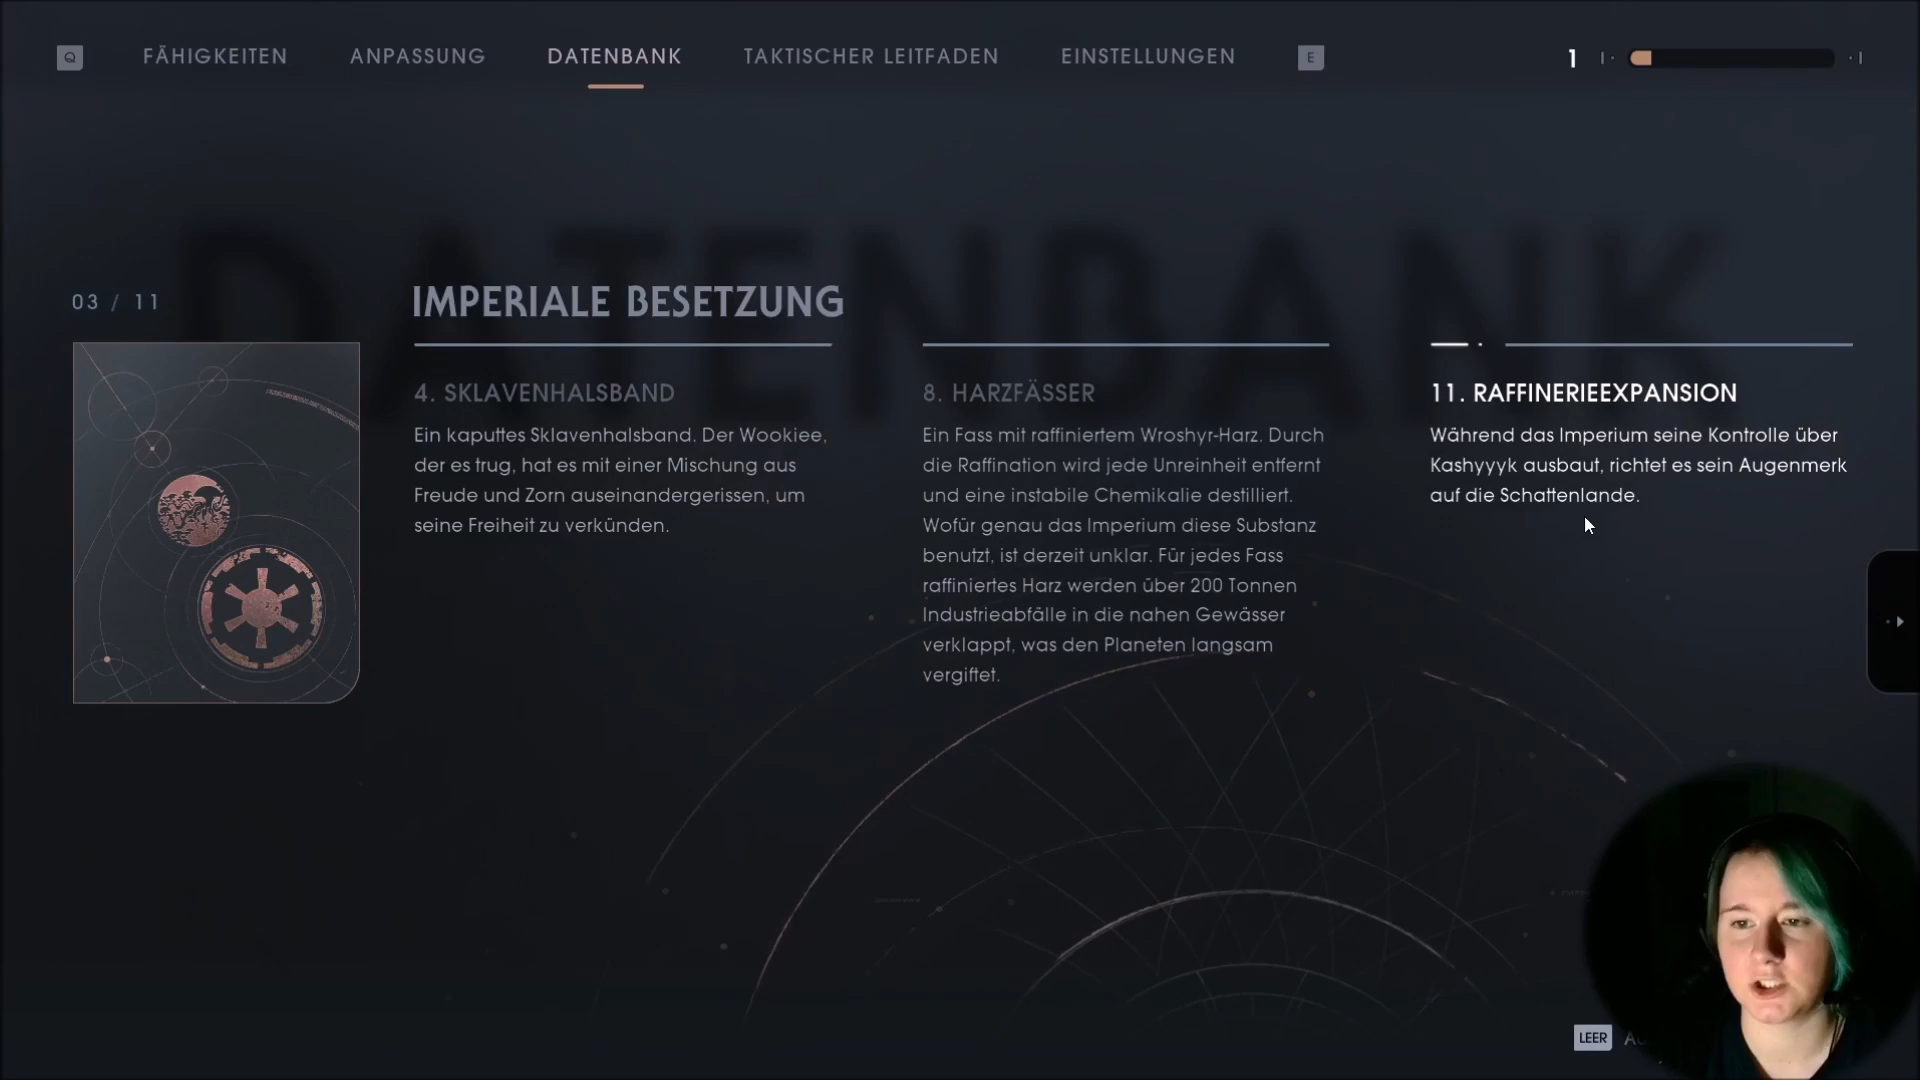 Q FÄHIGKEITEN ANPASSUNG DATENBANK TAKTISCHER LEITFADEN EINSTELLUNGEN E 1
DATENBANK
03 / 11
IMPERIALE BESETZUNG
4. SKLAVENHALSBAND
Ein kaputtes Sklavenhalsband. Der Wookiee,
der es trug, hat es mit einer Mischung aus
Freude und Zorn auseinandergerissen, um
seine Freiheit zu verkünden.
8. HARZFÄSSER
Ein Fass mit raffiniertem Wroshyr-Harz. Durch
die Raffination wird jede Unreinheit entfernt
und eine instabile Chemikalie destilliert.
Wofür genau das Imperium diese Substanz
benutzt, ist derzeit unklar. Für jedes Fass
raffiniertes Harz werden über 200 Tonnen
Industrieabfälle in die nahen Gewässer
verklappt, was den Planeten langsam
vergiftet.
11. RAFFINERIEEXPANSION
Während das Imperium seine Kontrolle über
Kashyyyk ausbaut, richtet es sein Augenmerk
auf die Schattenlande.
LEER